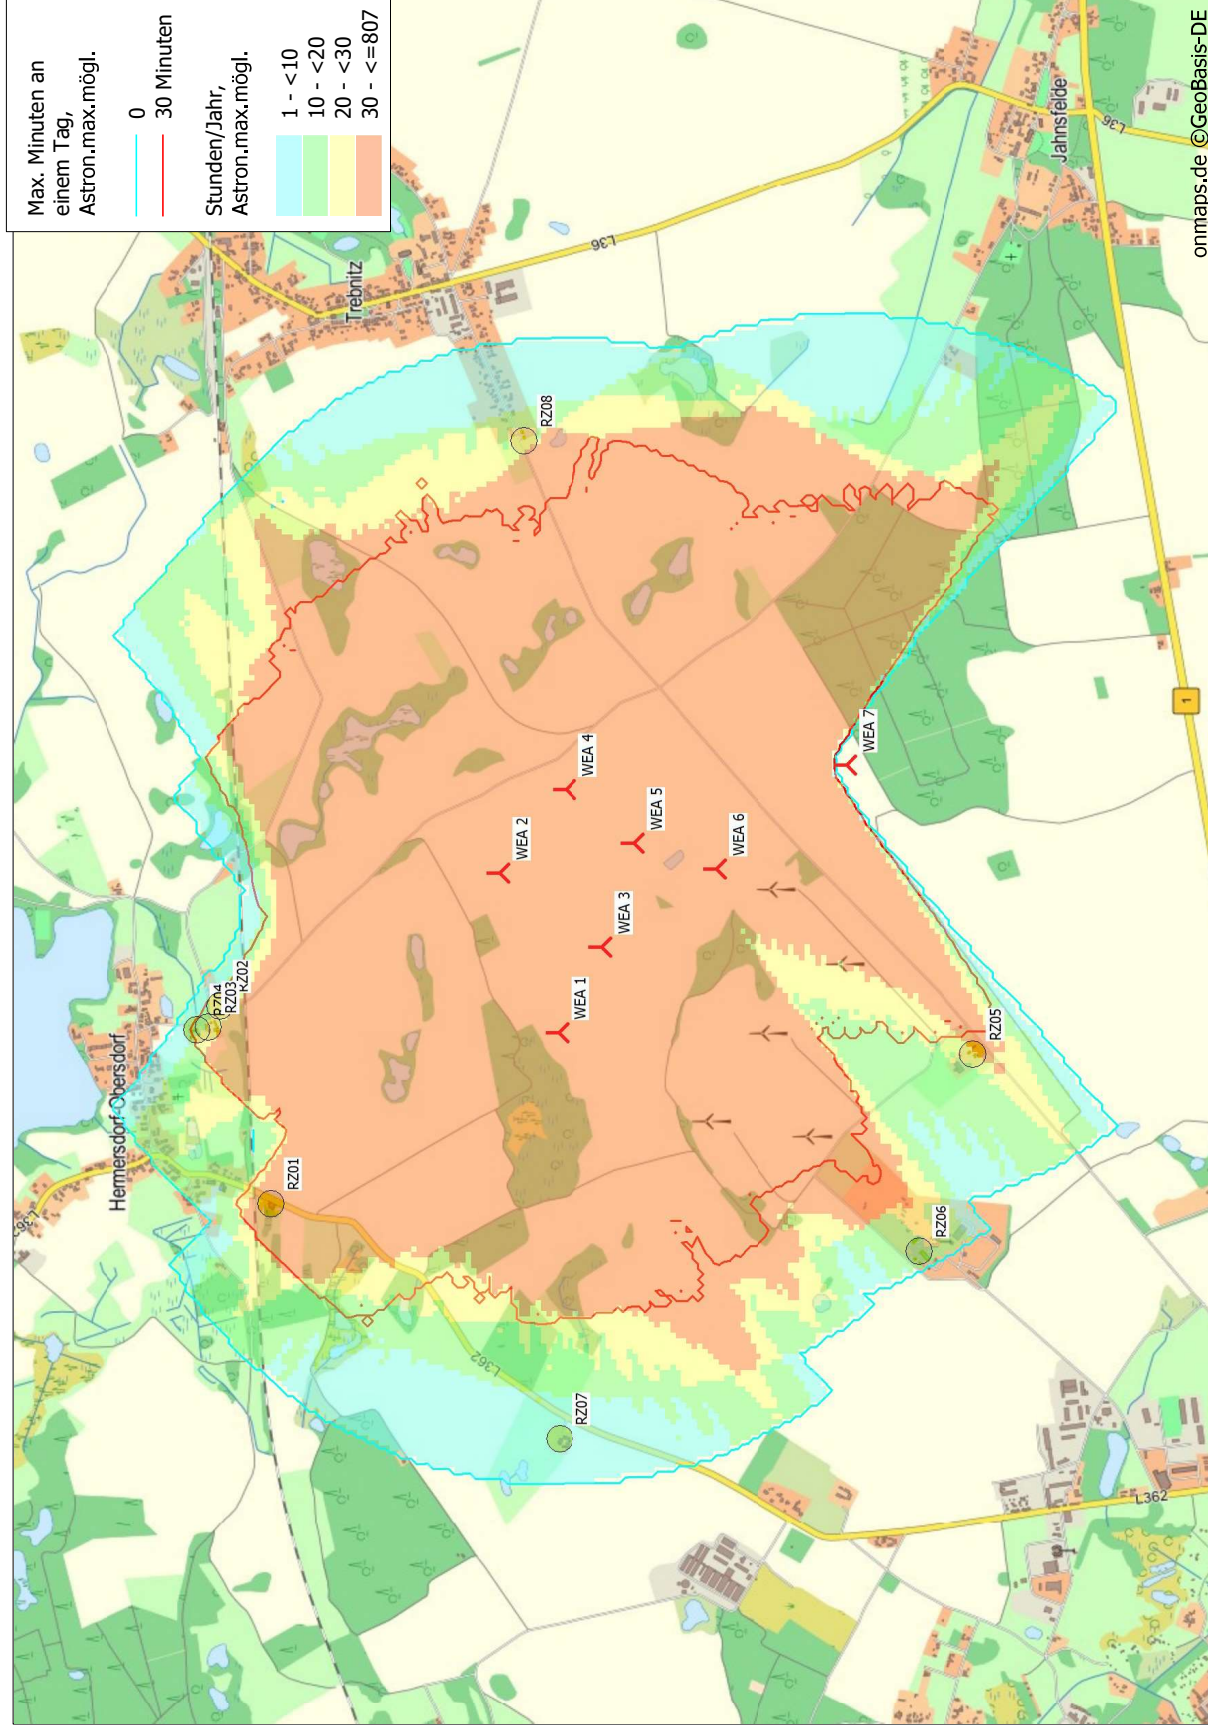 Max. Minuten an
einem Tag,
Astron.max.mögl.
0
30 Minuten
Stunden/Jahr,
Astron.max.mögl.
1 - <10
10 - <20
20 - <30
30 - <=807
Trebnitz
L36
Jahnsfelde
L36
onmaps.de ©GeoBasis-DE
RZ08
1
WEA 7
WEA 4
WEA 2
WEA 5
WEA 6
WEA 3
WEA 1
RZ04
RZ03
RZ02
Hermersdorf-Obersdorf
RZ01
RZ05
RZ06
L362
RZ07
L362